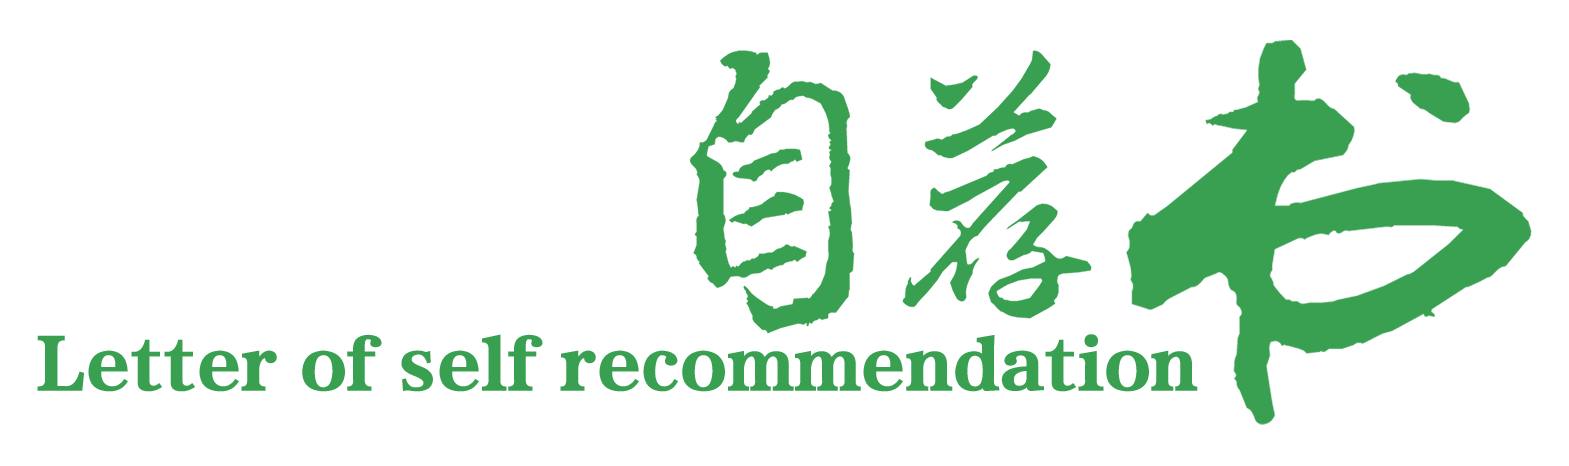 自荐书
Letter of self recommendation